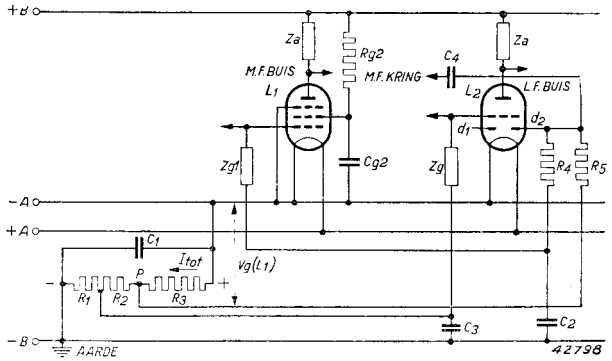 +B
Za
Rg2
M.F. BUIS
L1
M.F. KRING
C4
Za
L2
L.F. BUIS
d1
d2
Zg1
Cg2
Zg
R4
R5
-A
+A
C1
Itot
Vg(L1)
-
P
+
R1
R2
R3
C3
C2
-B
AARDE
42798